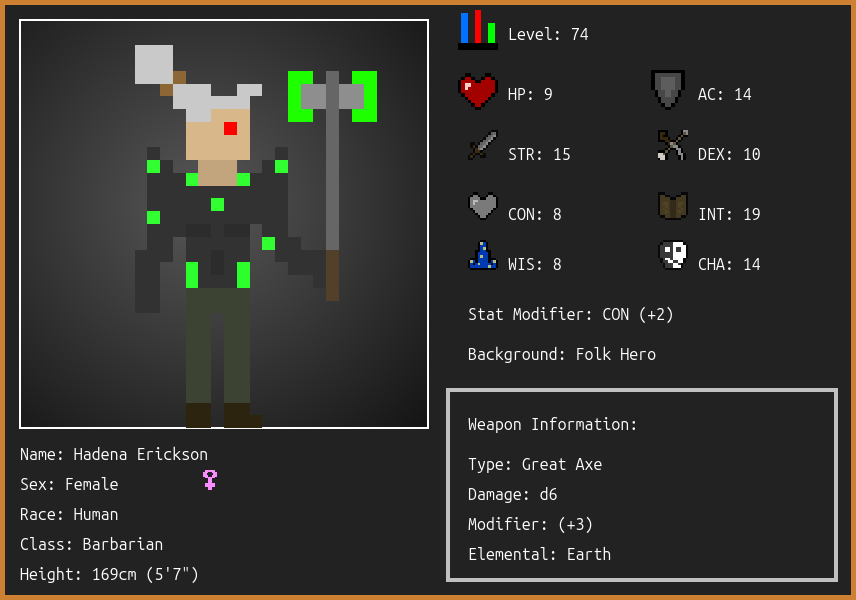 Level: 74
HP: 9
AC: 14
STR: 15
DEX: 10
CON: 8
INT: 19
WIS: 8
CHA: 14
Stat Modifier: CON (+2)
Background: Folk Hero
Weapon Information:
Type: Great Axe
Damage: d6
Modifier: (+3)
Elemental: Earth
Name: Hadena Erickson
Sex: Female
Race: Human
Class: Barbarian
Height: 169cm (5'7")